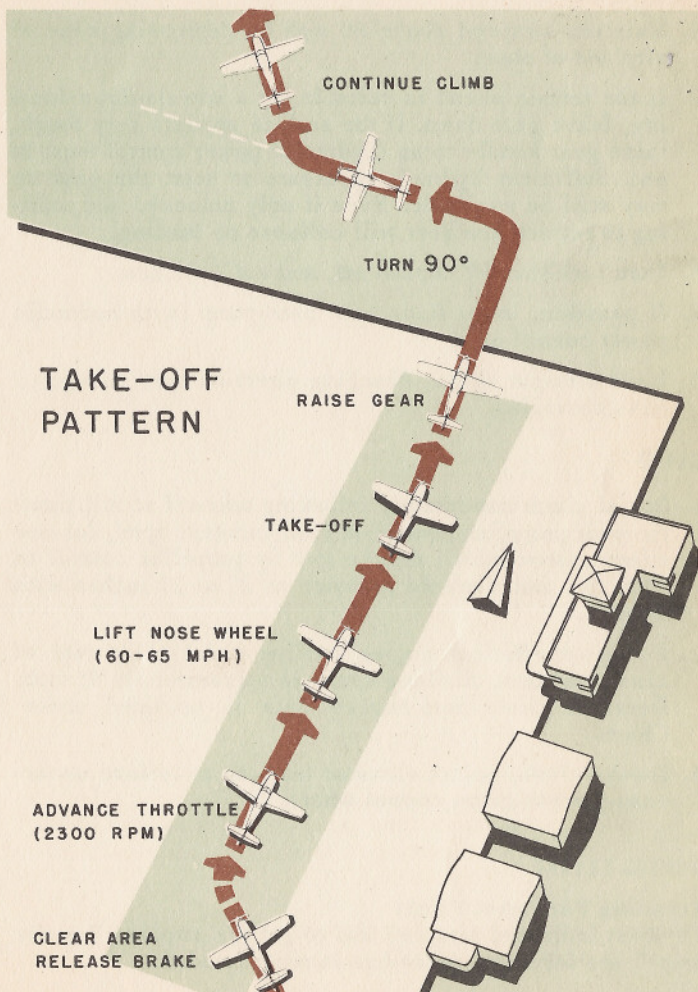 CONTINUE CLIMB
TURN 90°
TAKE-OFF
PATTERN
RAISE GEAR
TAKE-OFF
LIFT NOSE WHEEL
(60-65 MPH)
ADVANCE THROTTLE
(2300 RPM)
CLEAR AREA
RELEASE BRAKE